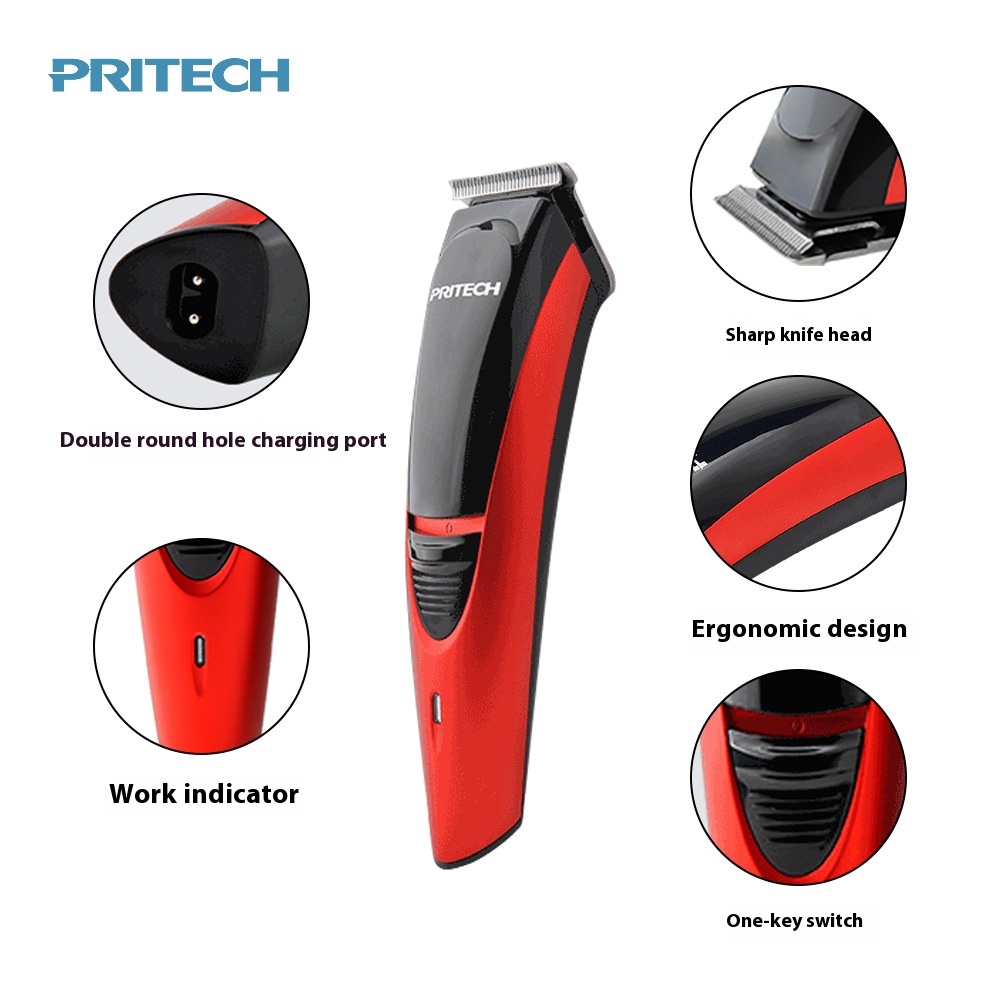 PRITECH
PRITECH
Sharp knife head
Double round hole charging port
Ergonomic design
Work indicator
One-key switch